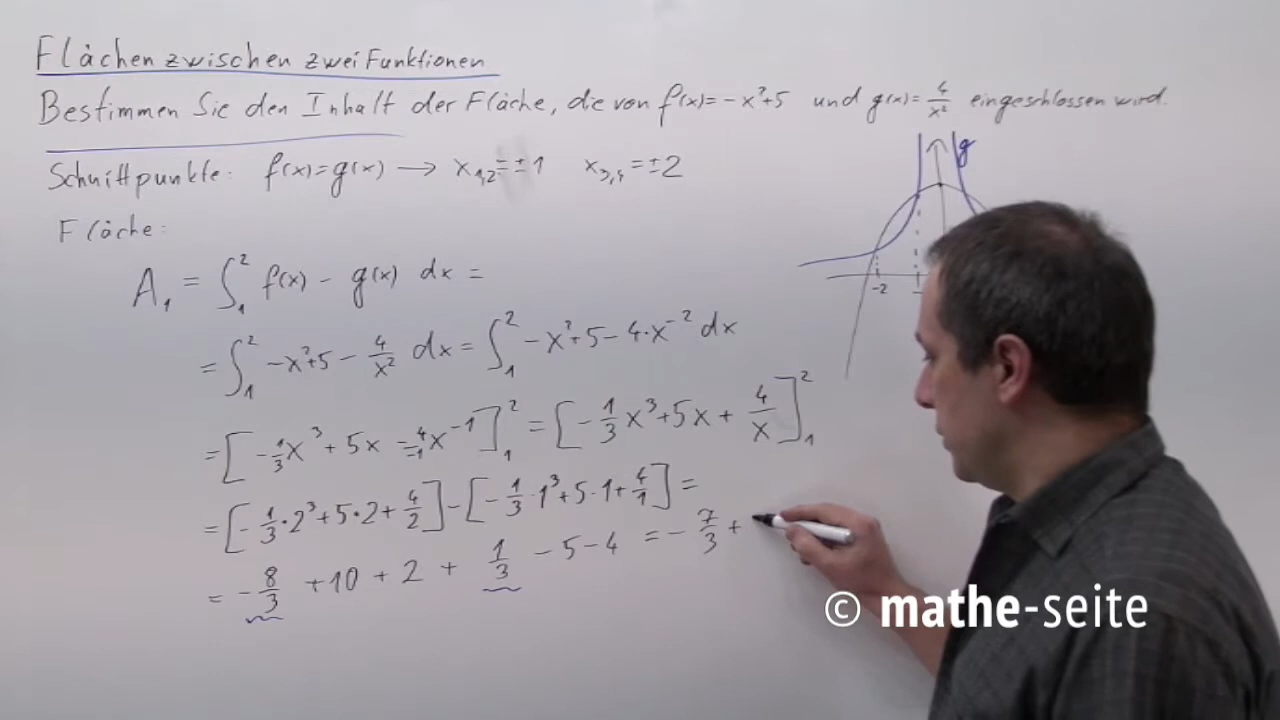 Flächen zwischen zwei Funktionen
Bestimmen Sie den Inhalt der Fläche, die von f(x)=-x²+5 und g(x)=4/x² eingeschlossen wird.
Schnittpunkte: f(x)=g(x) → x₁,₂=±1 x₃,₄=±2
Fläche:
A₁ = ∫₁² f(x) - g(x) dx =
= ∫₁² -x²+5 - 4/x² dx = ∫₁² -x²+5-4·x⁻² dx
= [-1/3x³ + 5x - 4/-1 x⁻¹]₁² = [-1/3x³+5x+4/x]₁²
= [-1/3·2³+5·2+4/2] - [-1/3·1³+5·1+4/1] =
= -8/3 +10 + 2 + 1/3 - 5 - 4 = -7/3 +
g
-2
© mathe-seite